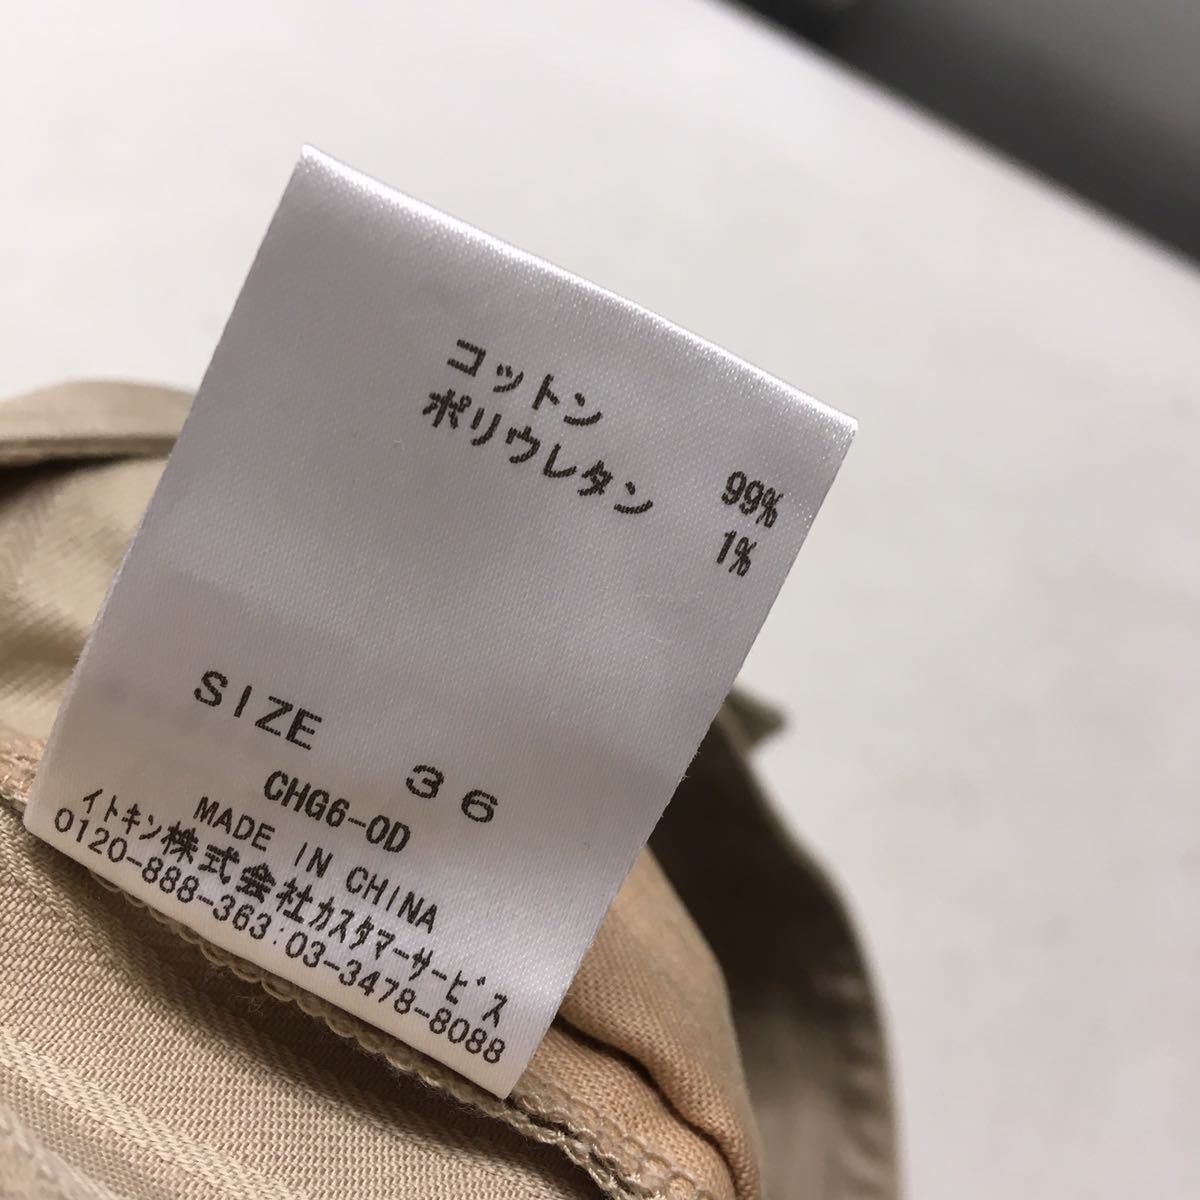 コットン 99%
ポリウレタン 1%
SIZE 36
CHG6-0D
MADE IN CHINA
イトキン株式会社カスタマーサービス
0120-888-363:03-3478-8088